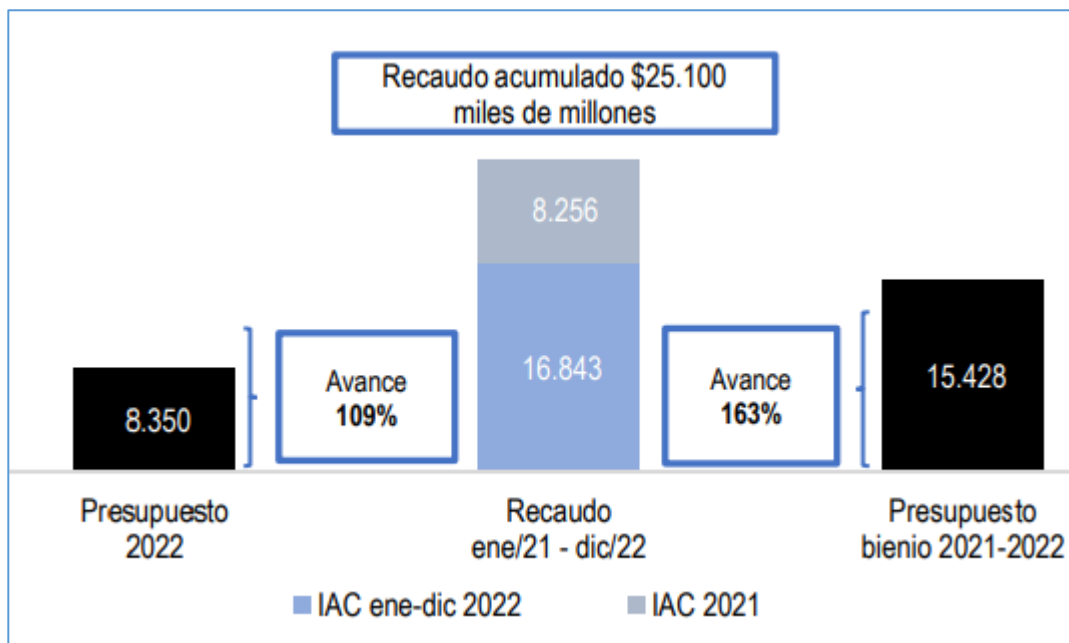 Recaudo acumulado $25.100
miles de millones
8.256
16.843
8.350
15.428
Avance
109%
Avance
163%
Presupuesto
2022
Recaudo
ene/21 - dic/22
Presupuesto
bienio 2021-2022
IAC ene-dic 2022
IAC 2021